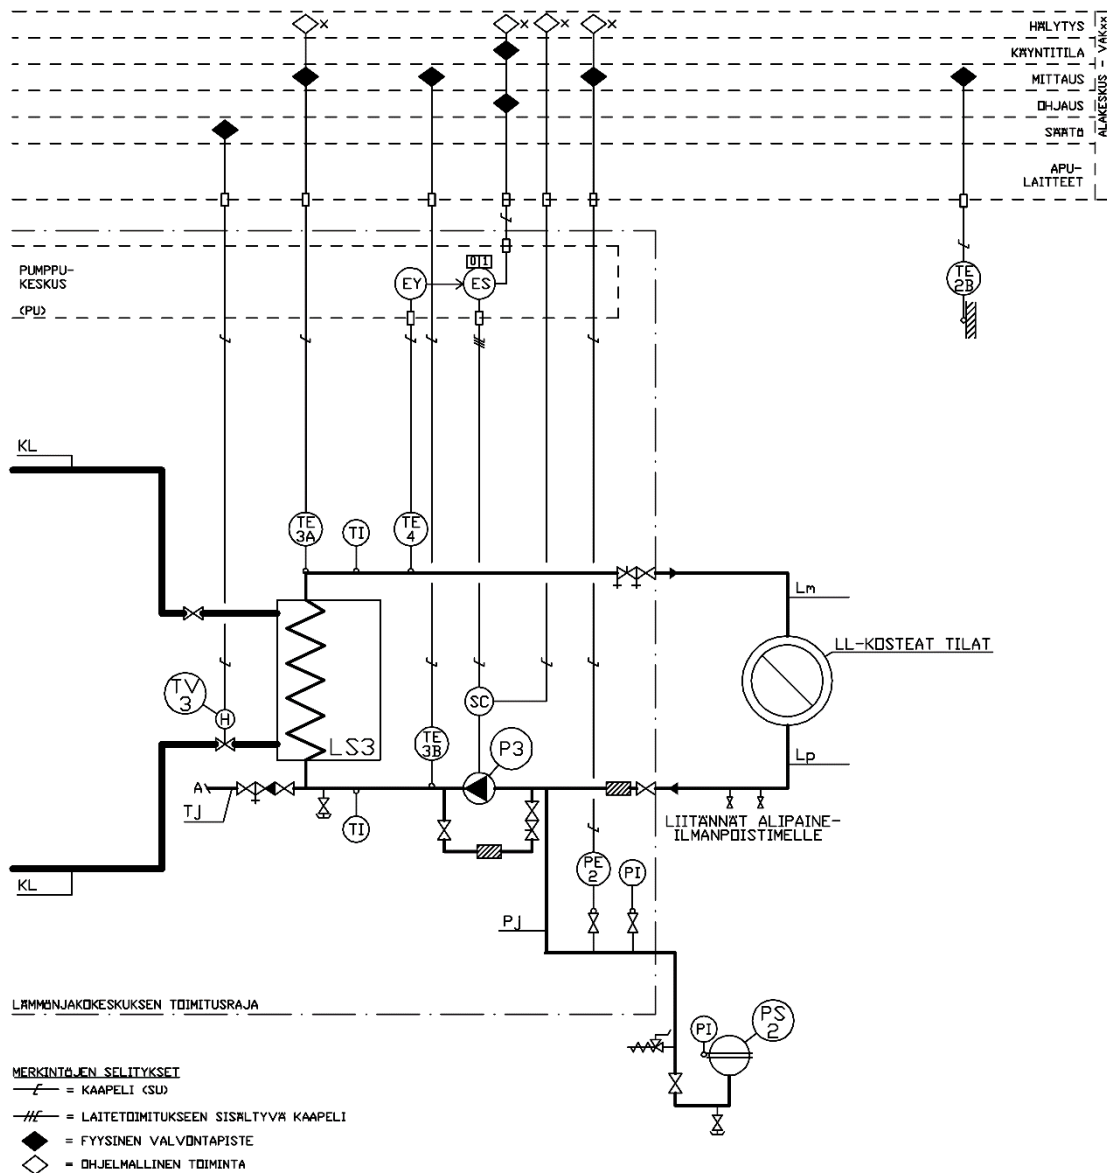 x
x
x
HÄLYTYS
KÄYNTITILA
MITTAUS
OHJAUS
SÄÄTÖ
APU-
LAITTEET
ALAKESKUS - VAKxx
PUMPPU-
KESKUS
(PU)
EY
0 1
ES
TE
2B
KL
TE
3A
TI
TE
4
Lm
LL-KOSTEAT TILAT
TV
3
H
SC
LS3
TE
3B
P3
Lp
A
TJ
TI
LIITÄNNÄT ALIPAINE-
ILMANPOISTIMELLE
KL
PE
2
PI
PJ
LÄMMÖNJAKOKESKUKSEN TOIMITUSRAJA
PI
PS
2
MERKINTÖJEN SELITYKSET
= KAAPELI (SU)
= LAITETOIMITUKSEEN SISÄLTYVÄ KAAPELI
= FYYSINEN VALVONTAPISTE
= OHJELMALLINEN TOIMINTA